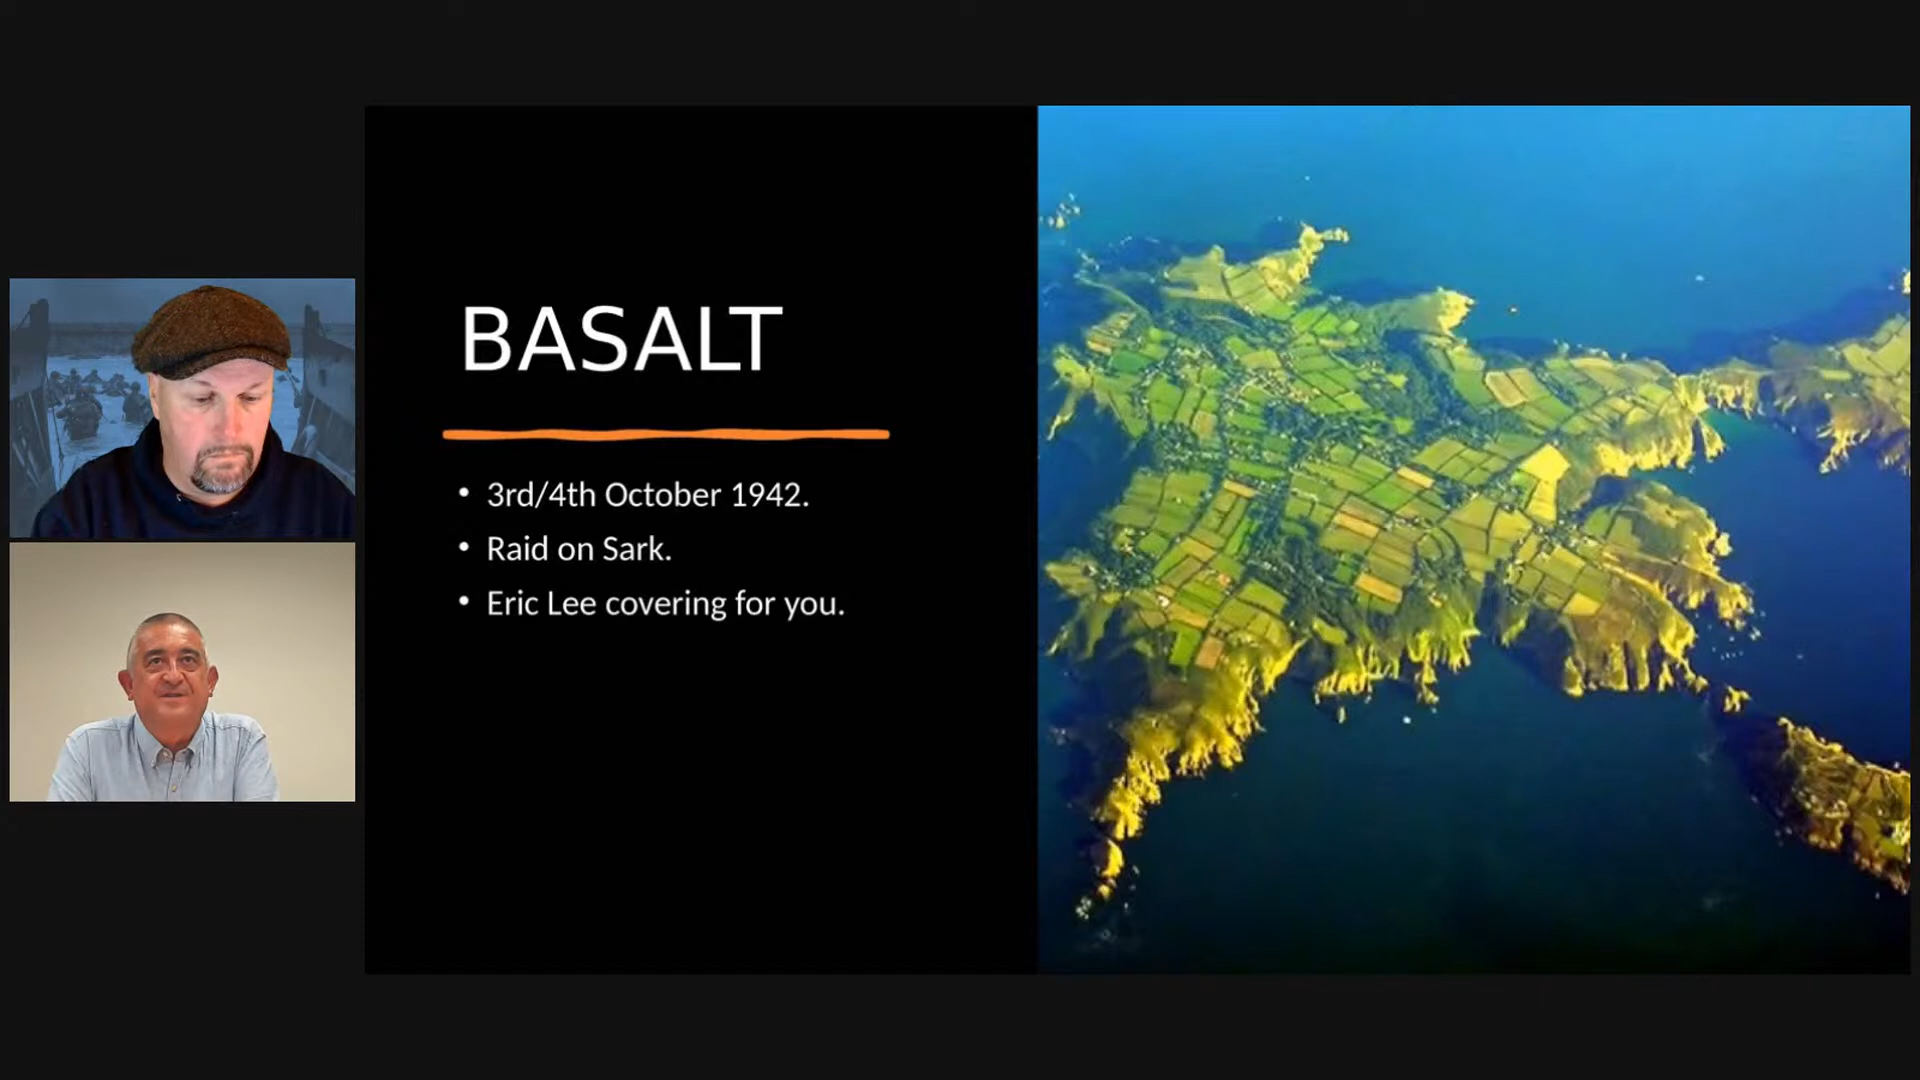 BASALT
• 3rd/4th October 1942.
• Raid on Sark.
• Eric Lee covering for you.